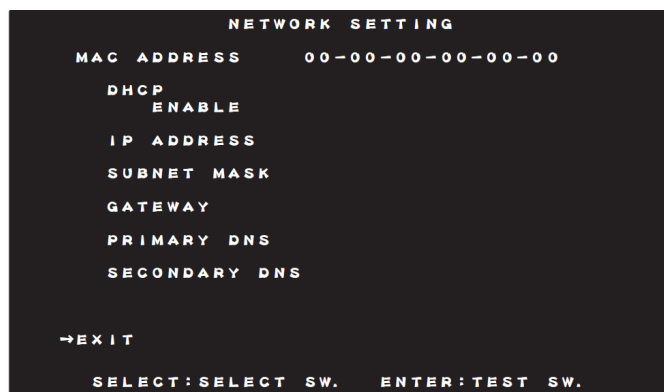 NETWORK SETTING
MAC ADDRESS 00-00-00-00-00-00
DHCP
ENABLE
IP ADDRESS
SUBNET MASK
GATEWAY
PRIMARY DNS
SECONDARY DNS
→EXIT
SELECT:SELECT SW. ENTER:TEST SW.